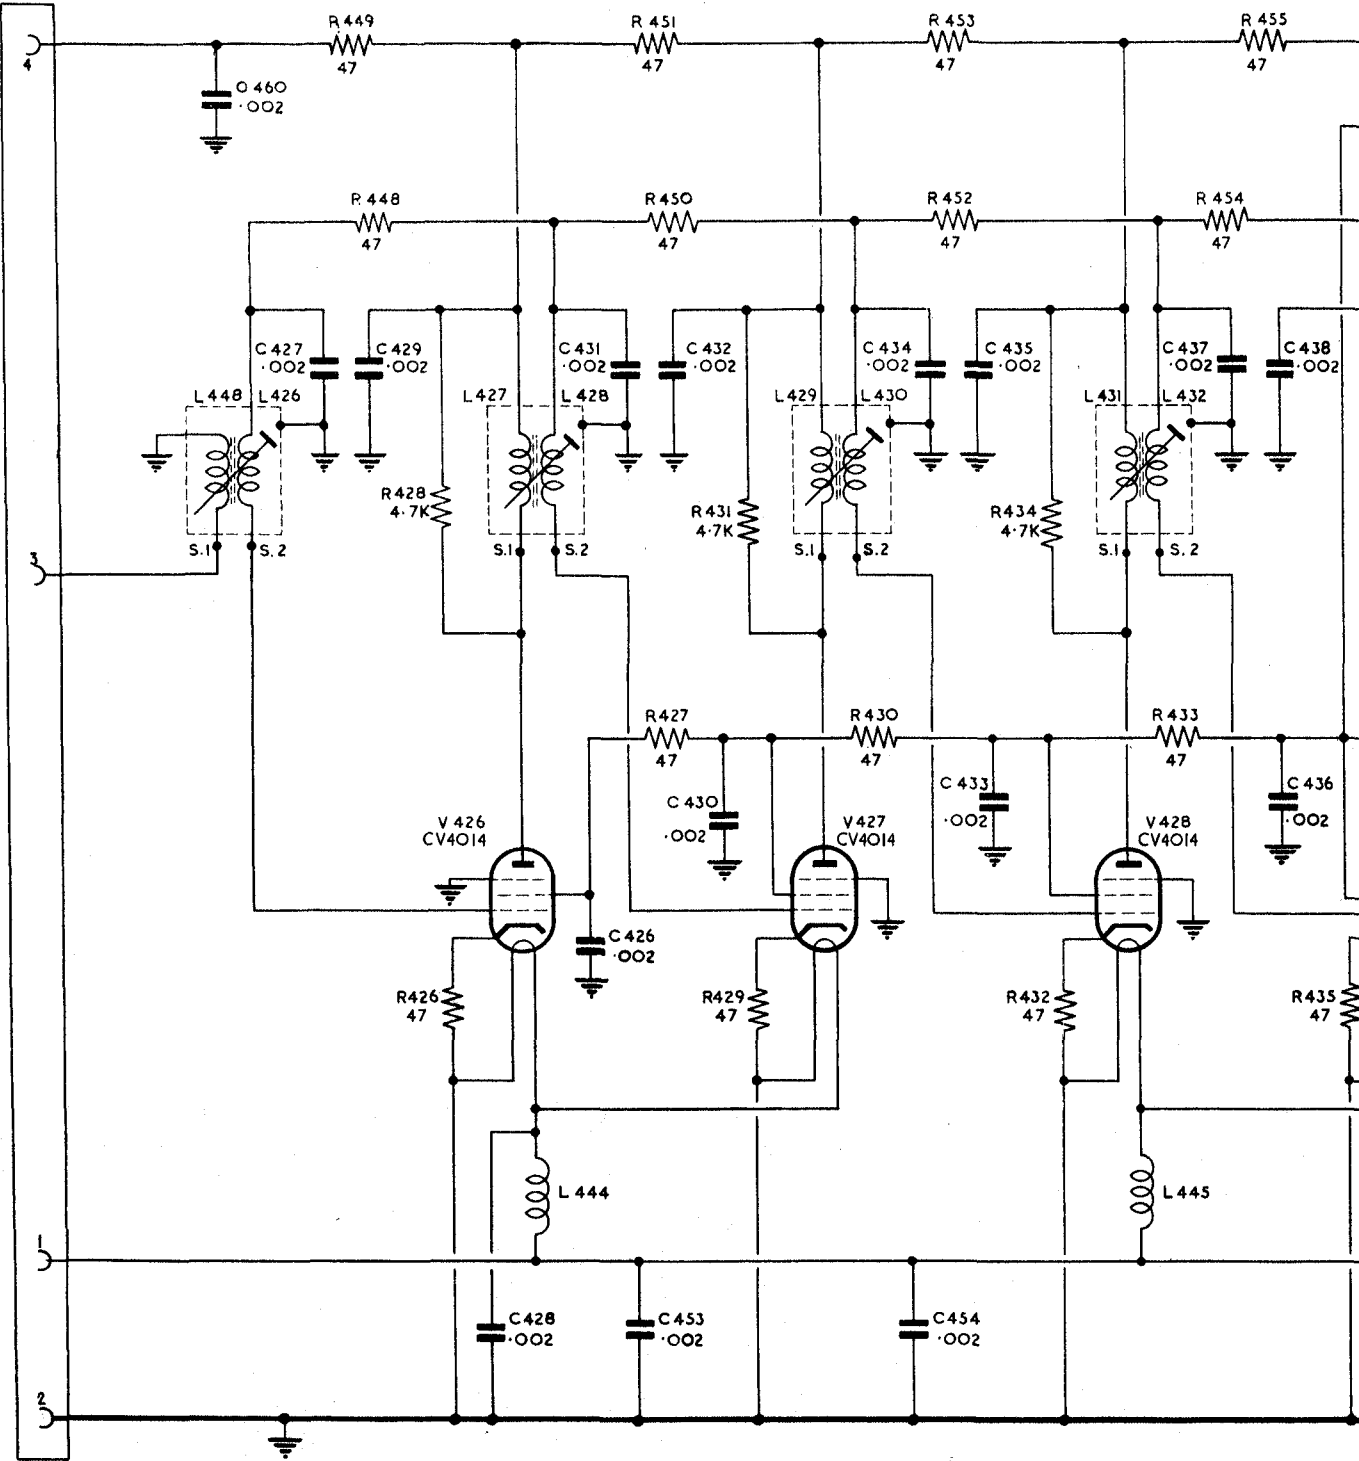 R 449
R 451
R 453
R 455
4
47
47
47
47
C 460
.002
R 448
R 450
R 452
R 454
47
47
47
47
C 427
.002
C 429
.002
C 431
.002
C 432
.002
C 434
.002
C 435
.002
C 437
.002
C 438
.002
L 448
L 426
L 427
L 428
L 429
L 430
L 431
L 432
R 428
4.7K
R 431
4.7K
R 434
4.7K
S.1
S.2
S.1
S.2
S.1
S.2
S.1
S.2
3
R 427
47
R 430
47
R 433
47
C 430
.002
C 433
.002
C 436
.002
V 426
CV4014
V 427
CV4014
V 428
CV4014
C 426
.002
R426
47
R429
47
R432
47
R435
47
L 444
L 445
1
C 428
.002
C 453
.002
C 454
.002
2